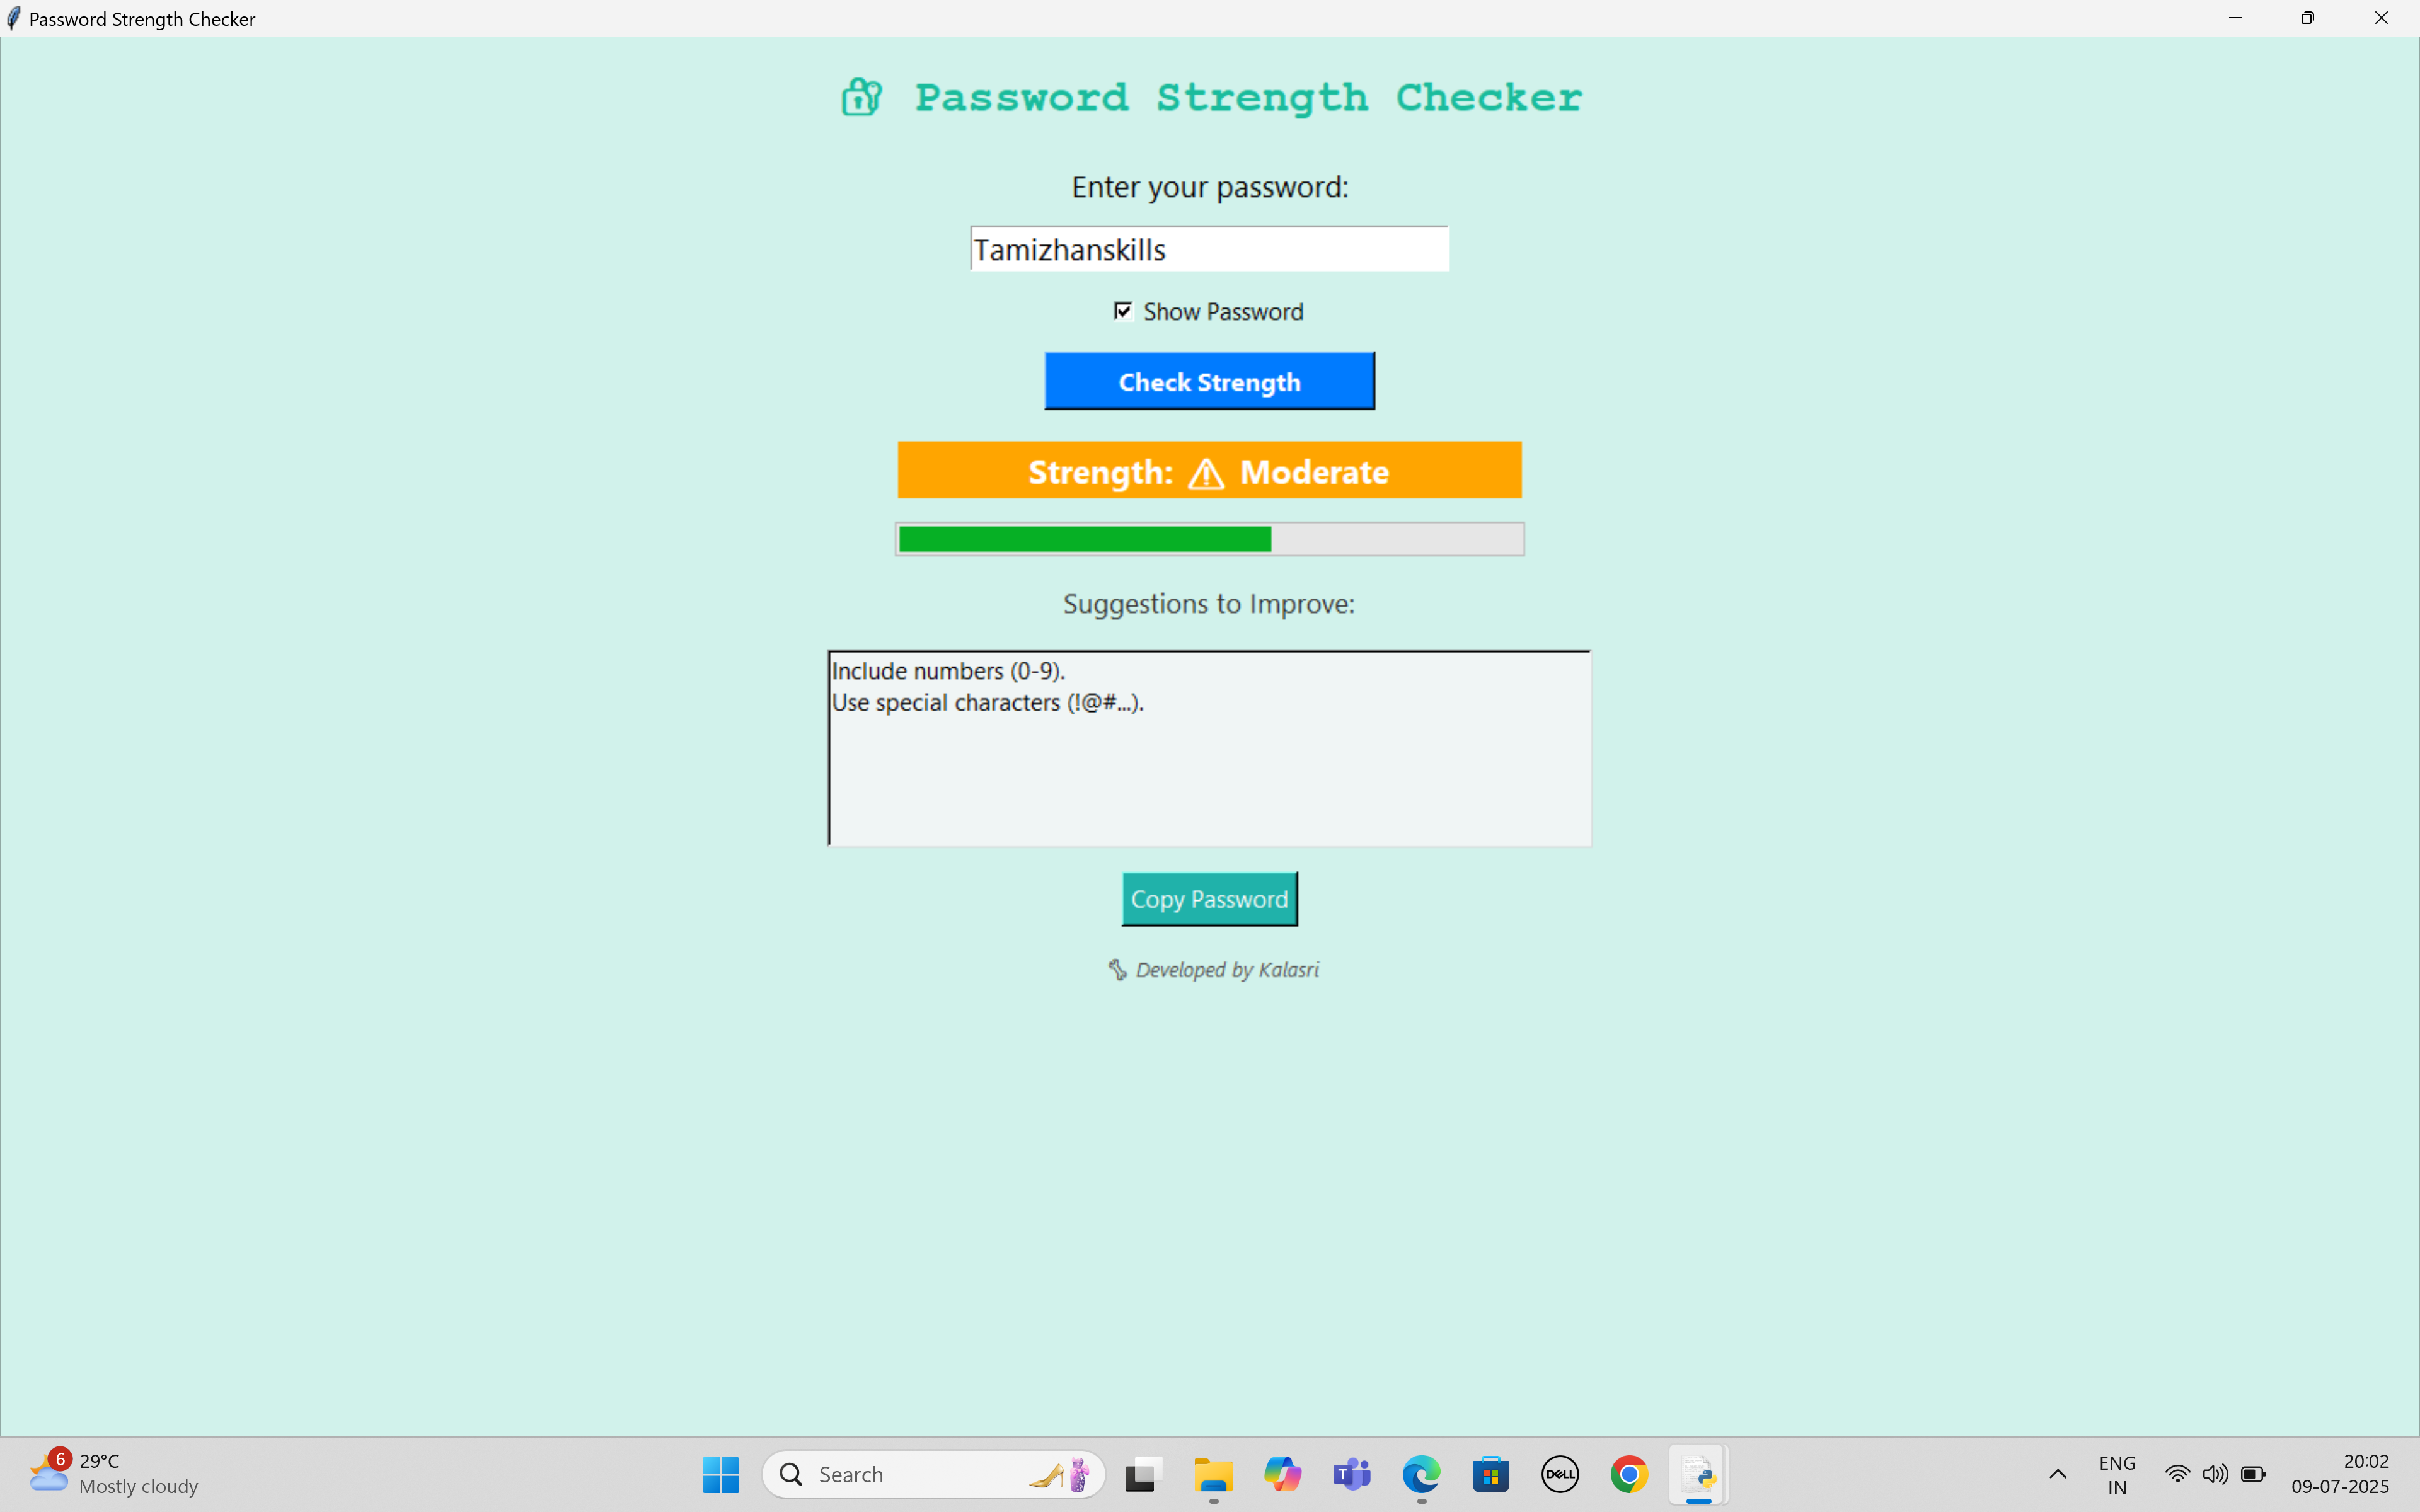 Password Strength Checker
Password Strength Checker
Enter your password:
Tamizhanskills
Show Password
Check Strength
Strength: ⚠ Moderate
Suggestions to Improve:
Include numbers (0-9).
Use special characters (!@#...).
Copy Password
Developed by Kalasri
6
29°C
Mostly cloudy
Search
T
DELL
ENG
IN
20:02
09-07-2025